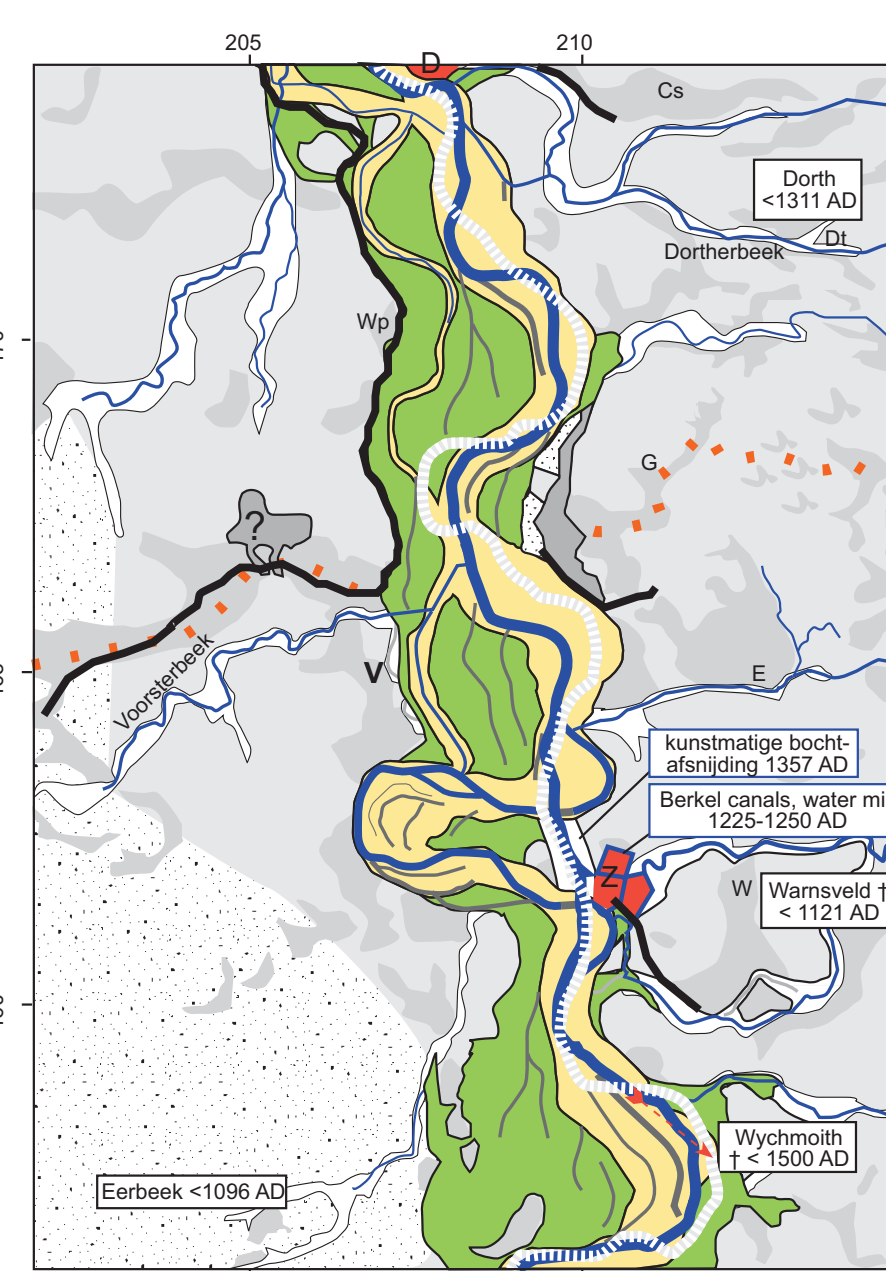 205
210
D
Cs
Dorth
<1311 AD
Dt
Dortherbeek
Wp
G
?
Voorsterbeek
V
E
kunstmatige bocht-
afsnijding 1357 AD
Berkel canals, water mi
1225-1250 AD
Z
W
Warnsveld †
< 1121 AD
Wychmoith
† < 1500 AD
Eerbeek <1096 AD